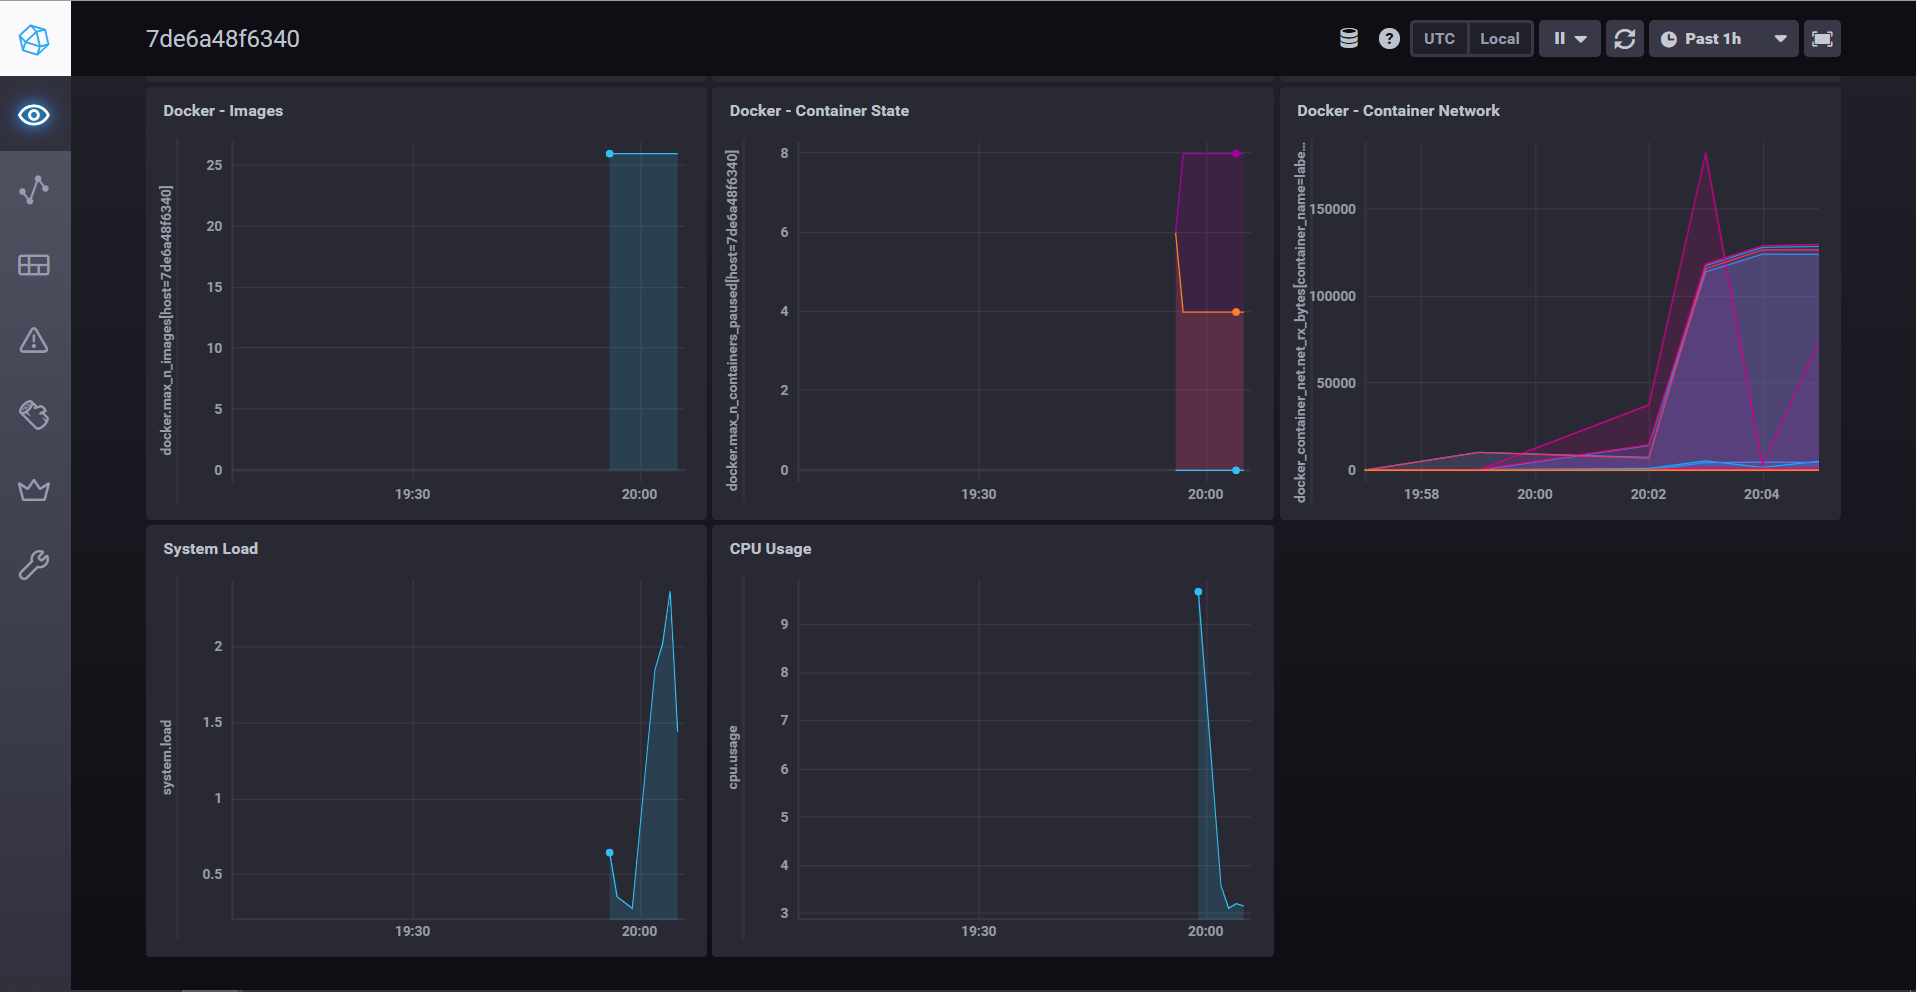 7de6a48f6340
UTC
Local
Past 1h
Docker - Images
docker.max_n_images[host=7de6a48f6340]
25
20
15
10
5
0
19:30
20:00
Docker - Container State
docker.max_n_containers_paused[host=7de6a48f6340]
8
6
4
2
0
19:30
20:00
Docker - Container Network
docker_container_net.net_rx_bytes[container_name=labe...
150000
100000
50000
0
19:58
20:00
20:02
20:04
System Load
system.load
2
1.5
1
0.5
19:30
20:00
CPU Usage
cpu.usage
9
8
7
6
5
4
3
19:30
20:00